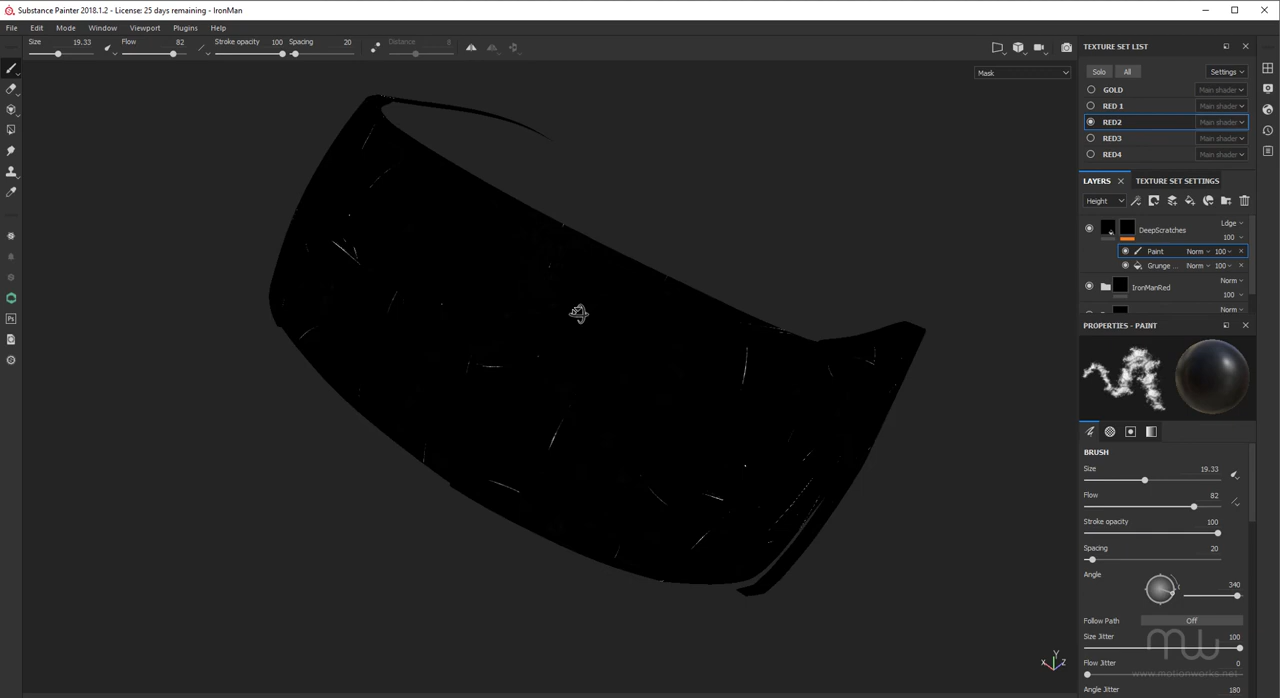 Substance Painter 2018.1.2 - License: 25 days remaining - IronMan
File Edit Mode Window Viewport Plugins Help
Size 19.33 Flow 82 Stroke opacity 100 Spacing 20 Distance 8
Mask
TEXTURE SET LIST
Solo All Settings
GOLD Main shader
RED 1 Main shader
RED2 Main shader
RED3 Main shader
RED4 Main shader
LAYERS TEXTURE SET SETTINGS
Height
DeepScratches Ldge
100
Paint Norm 100
Grunge ... Norm 100
IronManRed Norm
100
Norm
PROPERTIES - PAINT
BRUSH
Size 19.33
Flow 82
Stroke opacity 100
Spacing 20
Angle 340
Follow Path Off
Size Jitter 100
Flow Jitter 0
Angle Jitter 180
www.motionworks.net
Y
X Z
Ps